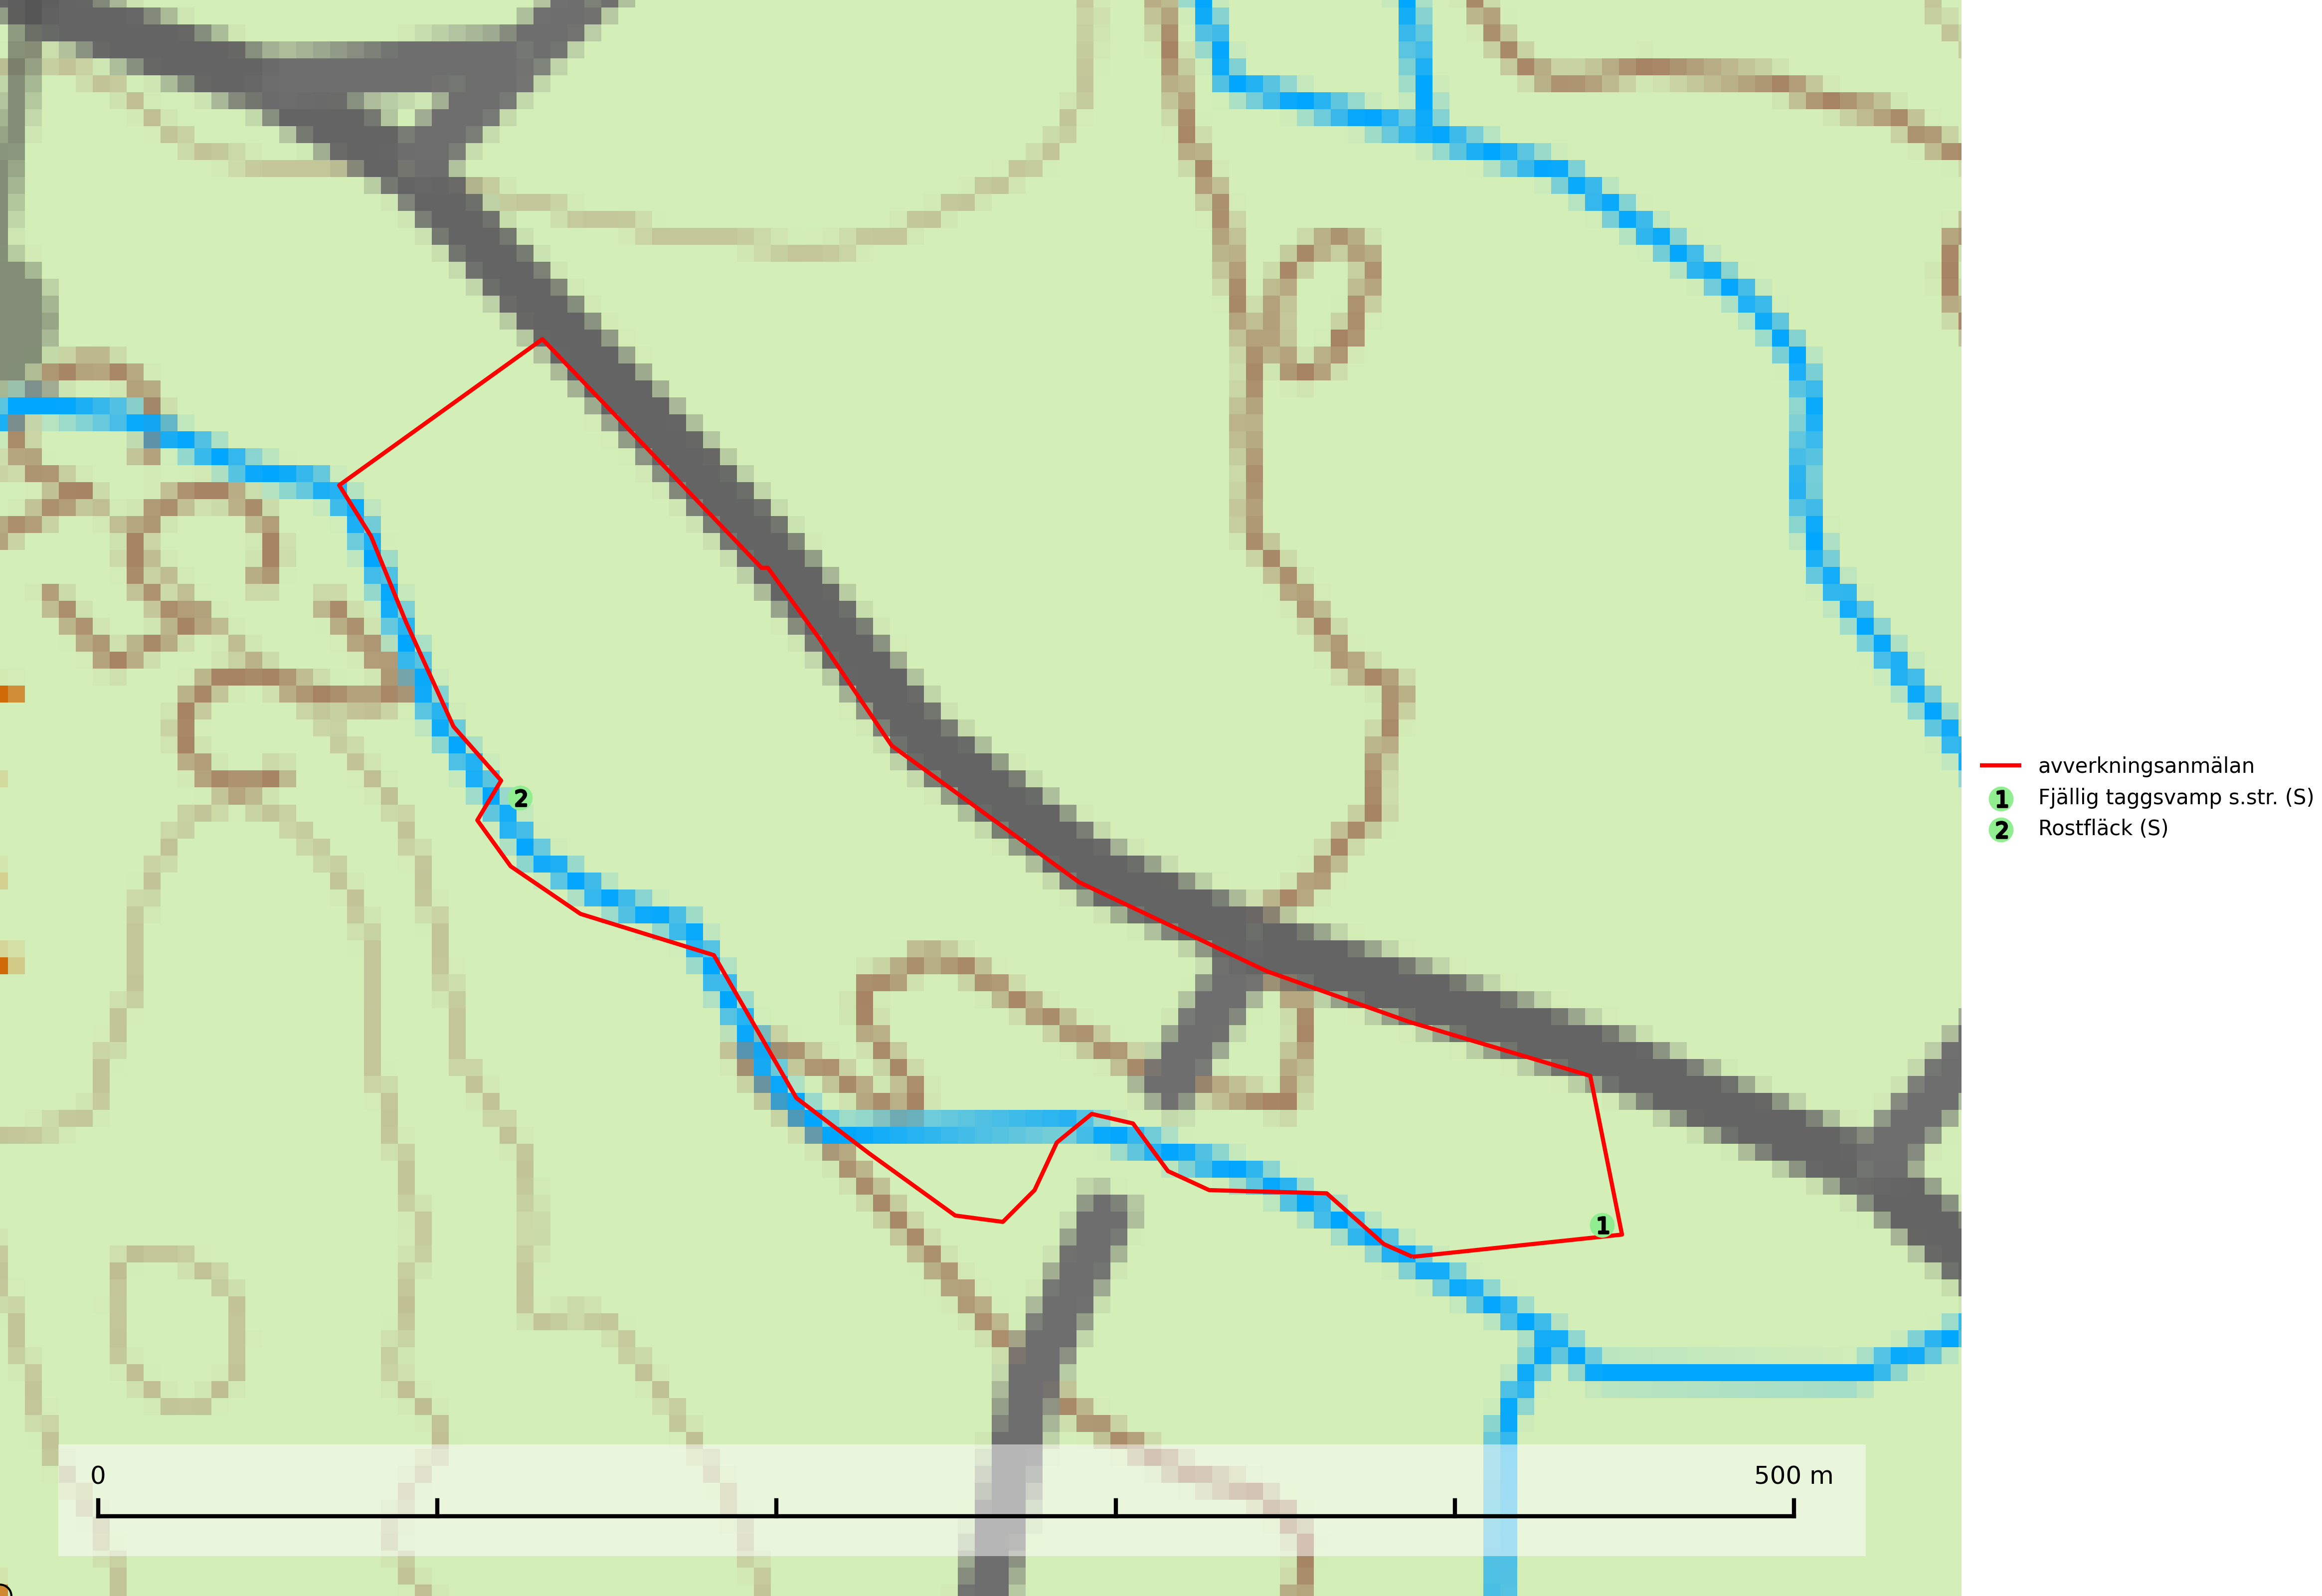 2
avverkningsanmälan
1 Fjällig taggsvamp s.str. (S)
2 Rostfläck (S)
1
0 500 m